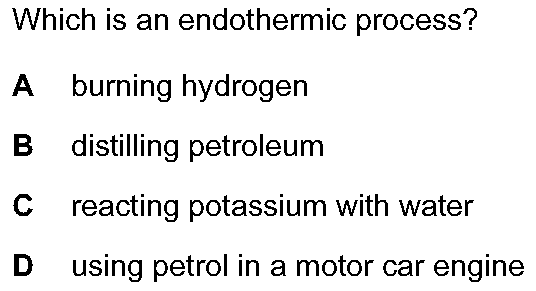 Which is an endothermic process?
A burning hydrogen
B distilling petroleum
C reacting potassium with water
D using petrol in a motor car engine